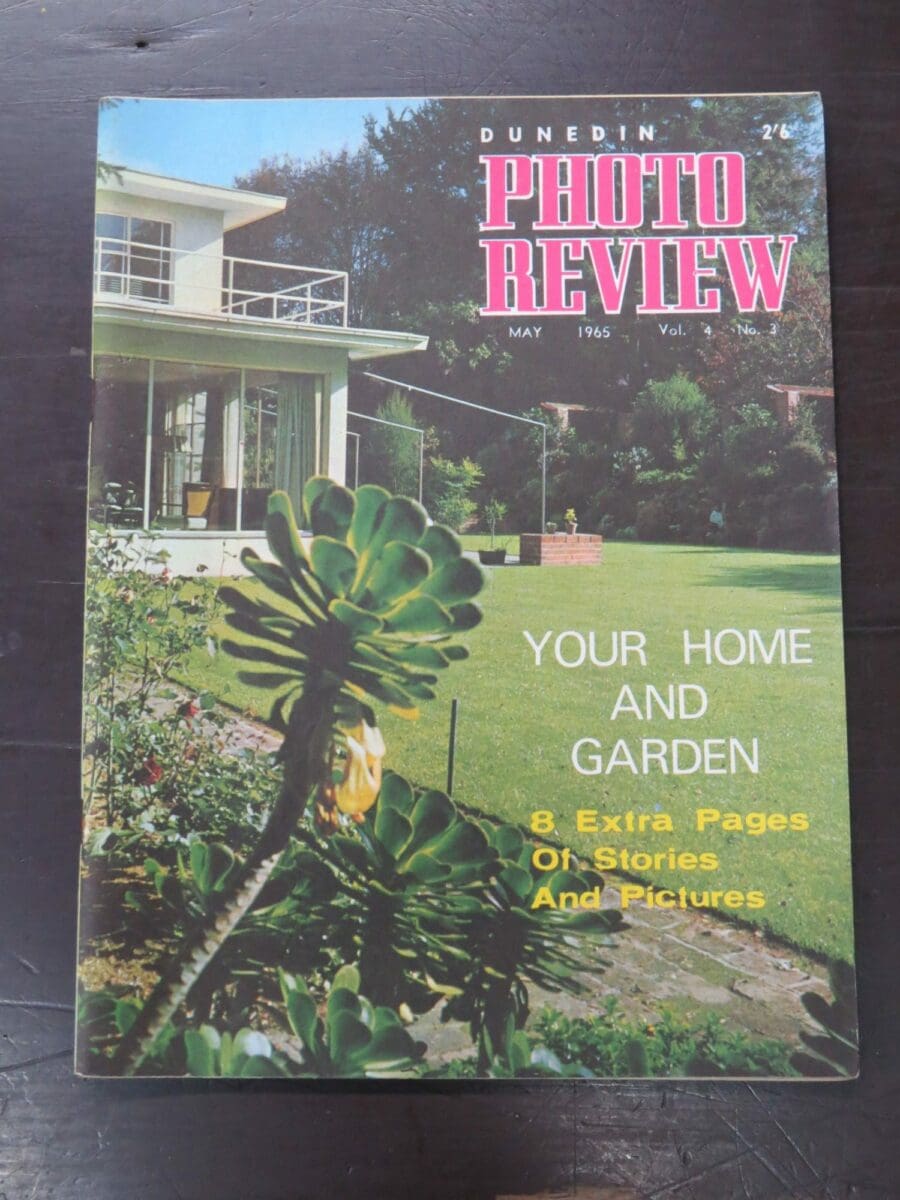 DUNEDIN 2'6
PHOTO
REVIEW
MAY 1965 Vol. 4 No. 3
YOUR HOME
AND
GARDEN
8 Extra Pages
Of Stories
And Pictures